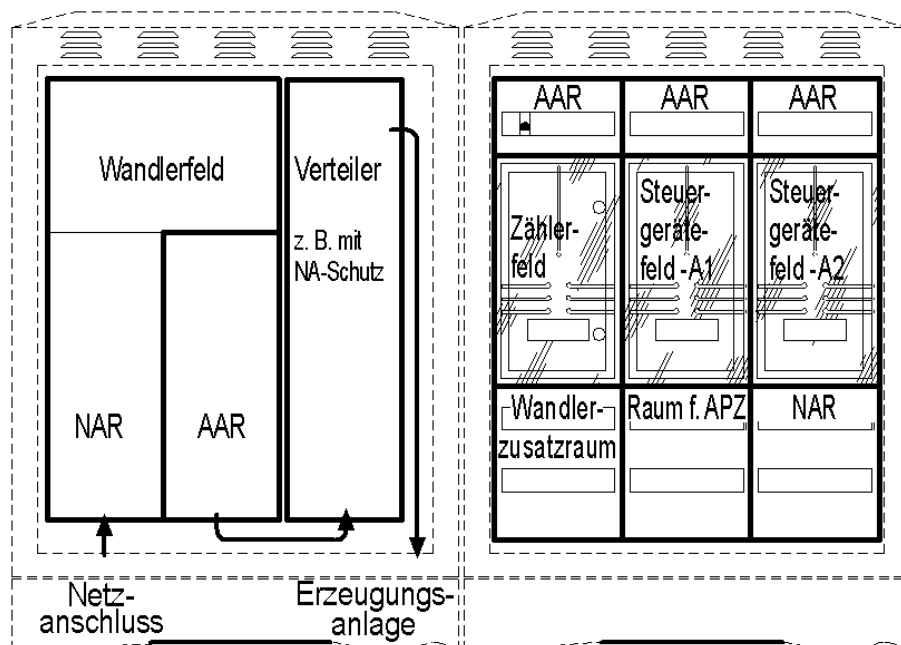 Wandlerfeld
Verteiler
z. B. mit
NA-Schutz
NAR
AAR
Netz-
anschluss
Erzeugungs-
anlage
AAR
AAR
AAR
Zähler-
feld
Steuer-
geräte-
feld -A1
Steuer-
geräte-
feld -A2
Wandler-
zusatzraum
Raum f. APZ
NAR